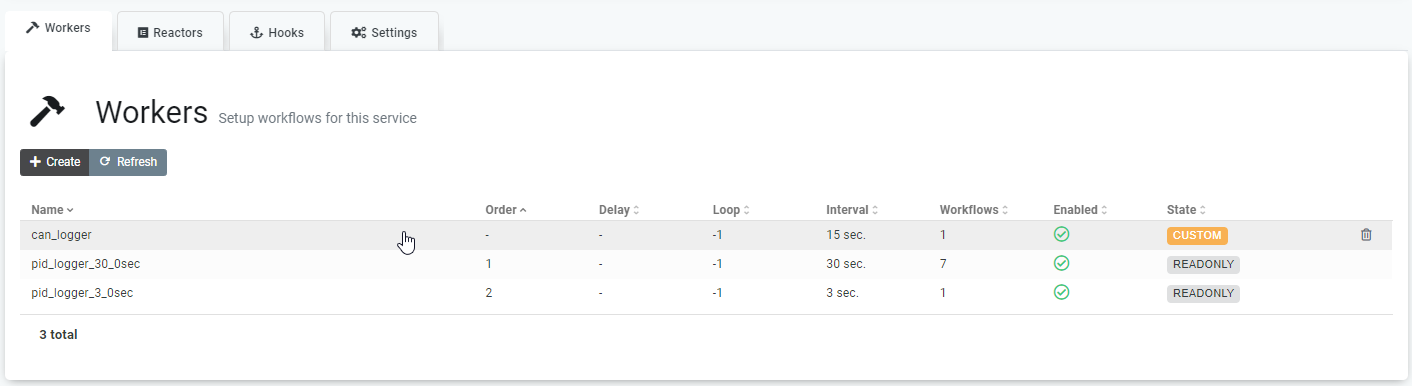 Workers Reactors Hooks Settings
Workers Setup workflows for this service
Create Refresh
Name Order Delay Loop Interval Workflows Enabled State
can_logger - - -1 15 sec. 1 CUSTOM
pid_logger_30_0sec 1 - -1 30 sec. 7 READONLY
pid_logger_3_0sec 2 - -1 3 sec. 1 READONLY
3 total